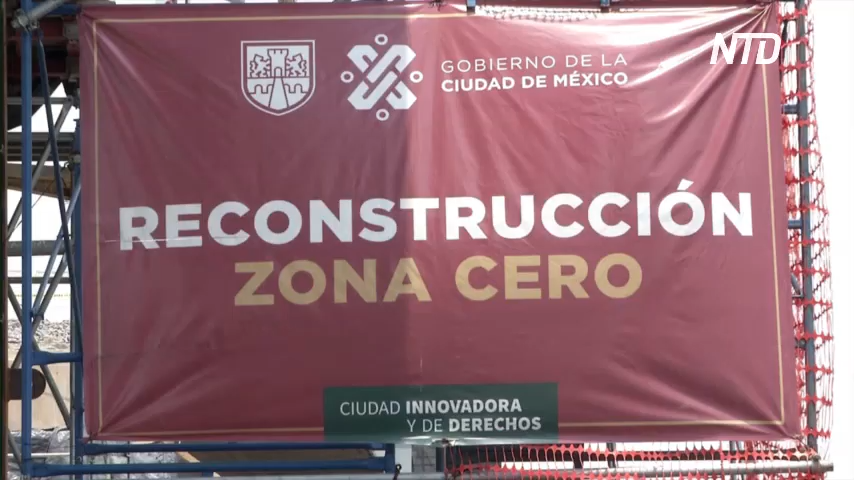 NTD
GOBIERNO DE LA
CIUDAD DE MÉXICO
RECONSTRUCCIÓN
ZONA CERO
CIUDAD INNOVADORA
Y DE DERECHOS